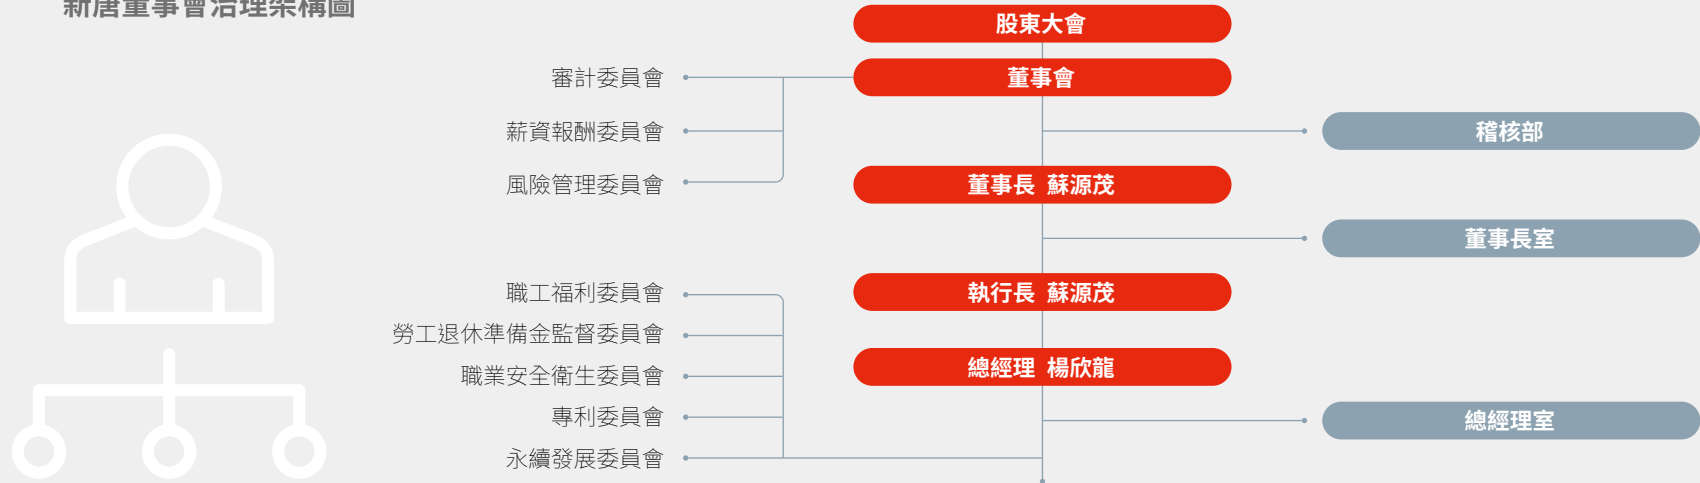 新唐董事會治理架構圖
股東大會
董事會
審計委員會
薪資報酬委員會
風險管理委員會
稽核部
董事長 蘇源茂
董事長室
執行長 蘇源茂
職工福利委員會
勞工退休準備金監督委員會
職業安全衛生委員會
專利委員會
永續發展委員會
總經理 楊欣龍
總經理室